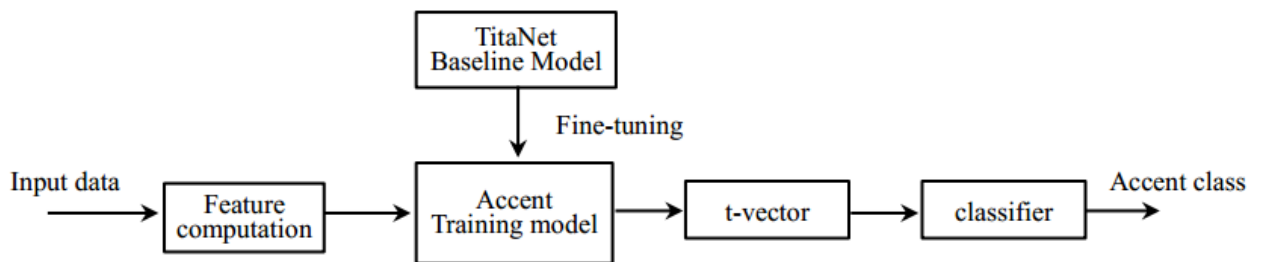 TitaNet
Baseline Model
Fine-tuning
Input data
Feature
computation
Accent
Training model
t-vector
classifier
Accent class